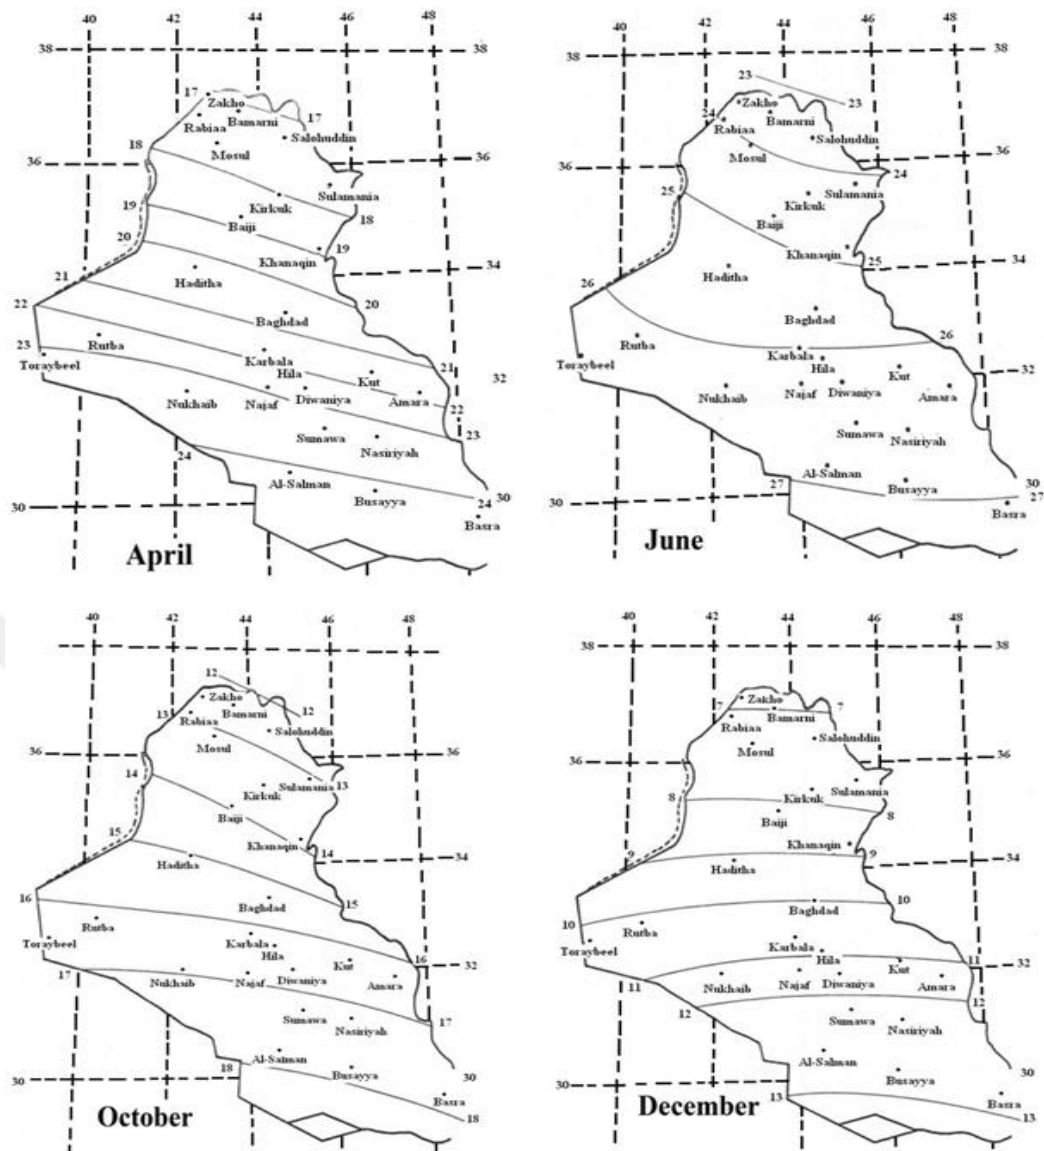 40 42 44 46 48
38 38
17
Zakho
Bamarni 17
Rabiaa
18 Mosul Salohuddin
36 36
Sulamania
Kirkuk 18
19 Baiji
20 Khanaqin 19
34
21 Haditha
22 Baghdad 20
23 Rutba
Toraybeel Karbala 21
Hila Kut 32
Nukhaib Najaf Diwaniya Amara 22
Sumawa 23
24 Nasiriyah
Al-Salman
30 Busayya 24 30
Basra
April
40 42 44 46 48
38 38
23
Zakho 23
24 Bamarni
Rabiaa Salohuddin
Mosul
36 36
24
25 Sulamania
Kirkuk
Baiji
Khanaqin
25 34
26 Haditha
Baghdad
Rutba 26
Karbala
Toraybeel Hila Kut 32
Nukhaib Najaf Diwaniya Amara
Sumawa
Nasiriyah
Al-Salman
27 Busayya 30
30 27
Basra
June
40 42 44 46 48
38
12
Zakho
13 Bamarni 12
Rabiaa
Mosul Salohuddin
36 36
14 Sulamania 13
Kirkuk
Baiji
15 Khanaqin
14 34
Haditha
16 Baghdad 15
Rutba
Karbala
Toraybeel Hila 16
Kut 32
17 Nukhaib Najaf Diwaniya Amara
Sumawa
Nasiriyah 17
Al-Salman
18 Busayya
30 30
Basra
18
October
40 42 44 46 48
38 38
Zakho
7 Bamarni 7
Rabiaa
Mosul Salohuddin
36 36
8 Sulamania
Kirkuk
Baiji 8
9 Khanaqin 9
Haditha 34
10 Baghdad 10
Rutba
Toraybeel Karbala
Hila Kut 11
32
11 Nukhaib Najaf Diwaniya Amara
12 12
Sumawa
Nasiriyah
Al-Salman
Busayya
30 30
13 Basra
13
December